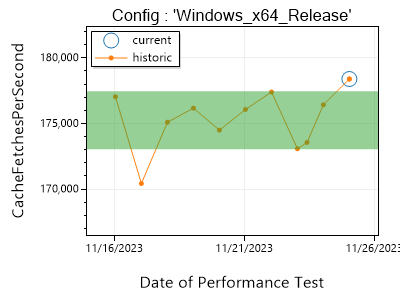 Config : 'Windows_x64_Release'
current
historic
CacheFetchesPerSecond
180,000
175,000
170,000
11/16/2023 11/21/2023 11/26/2023
Date of Performance Test